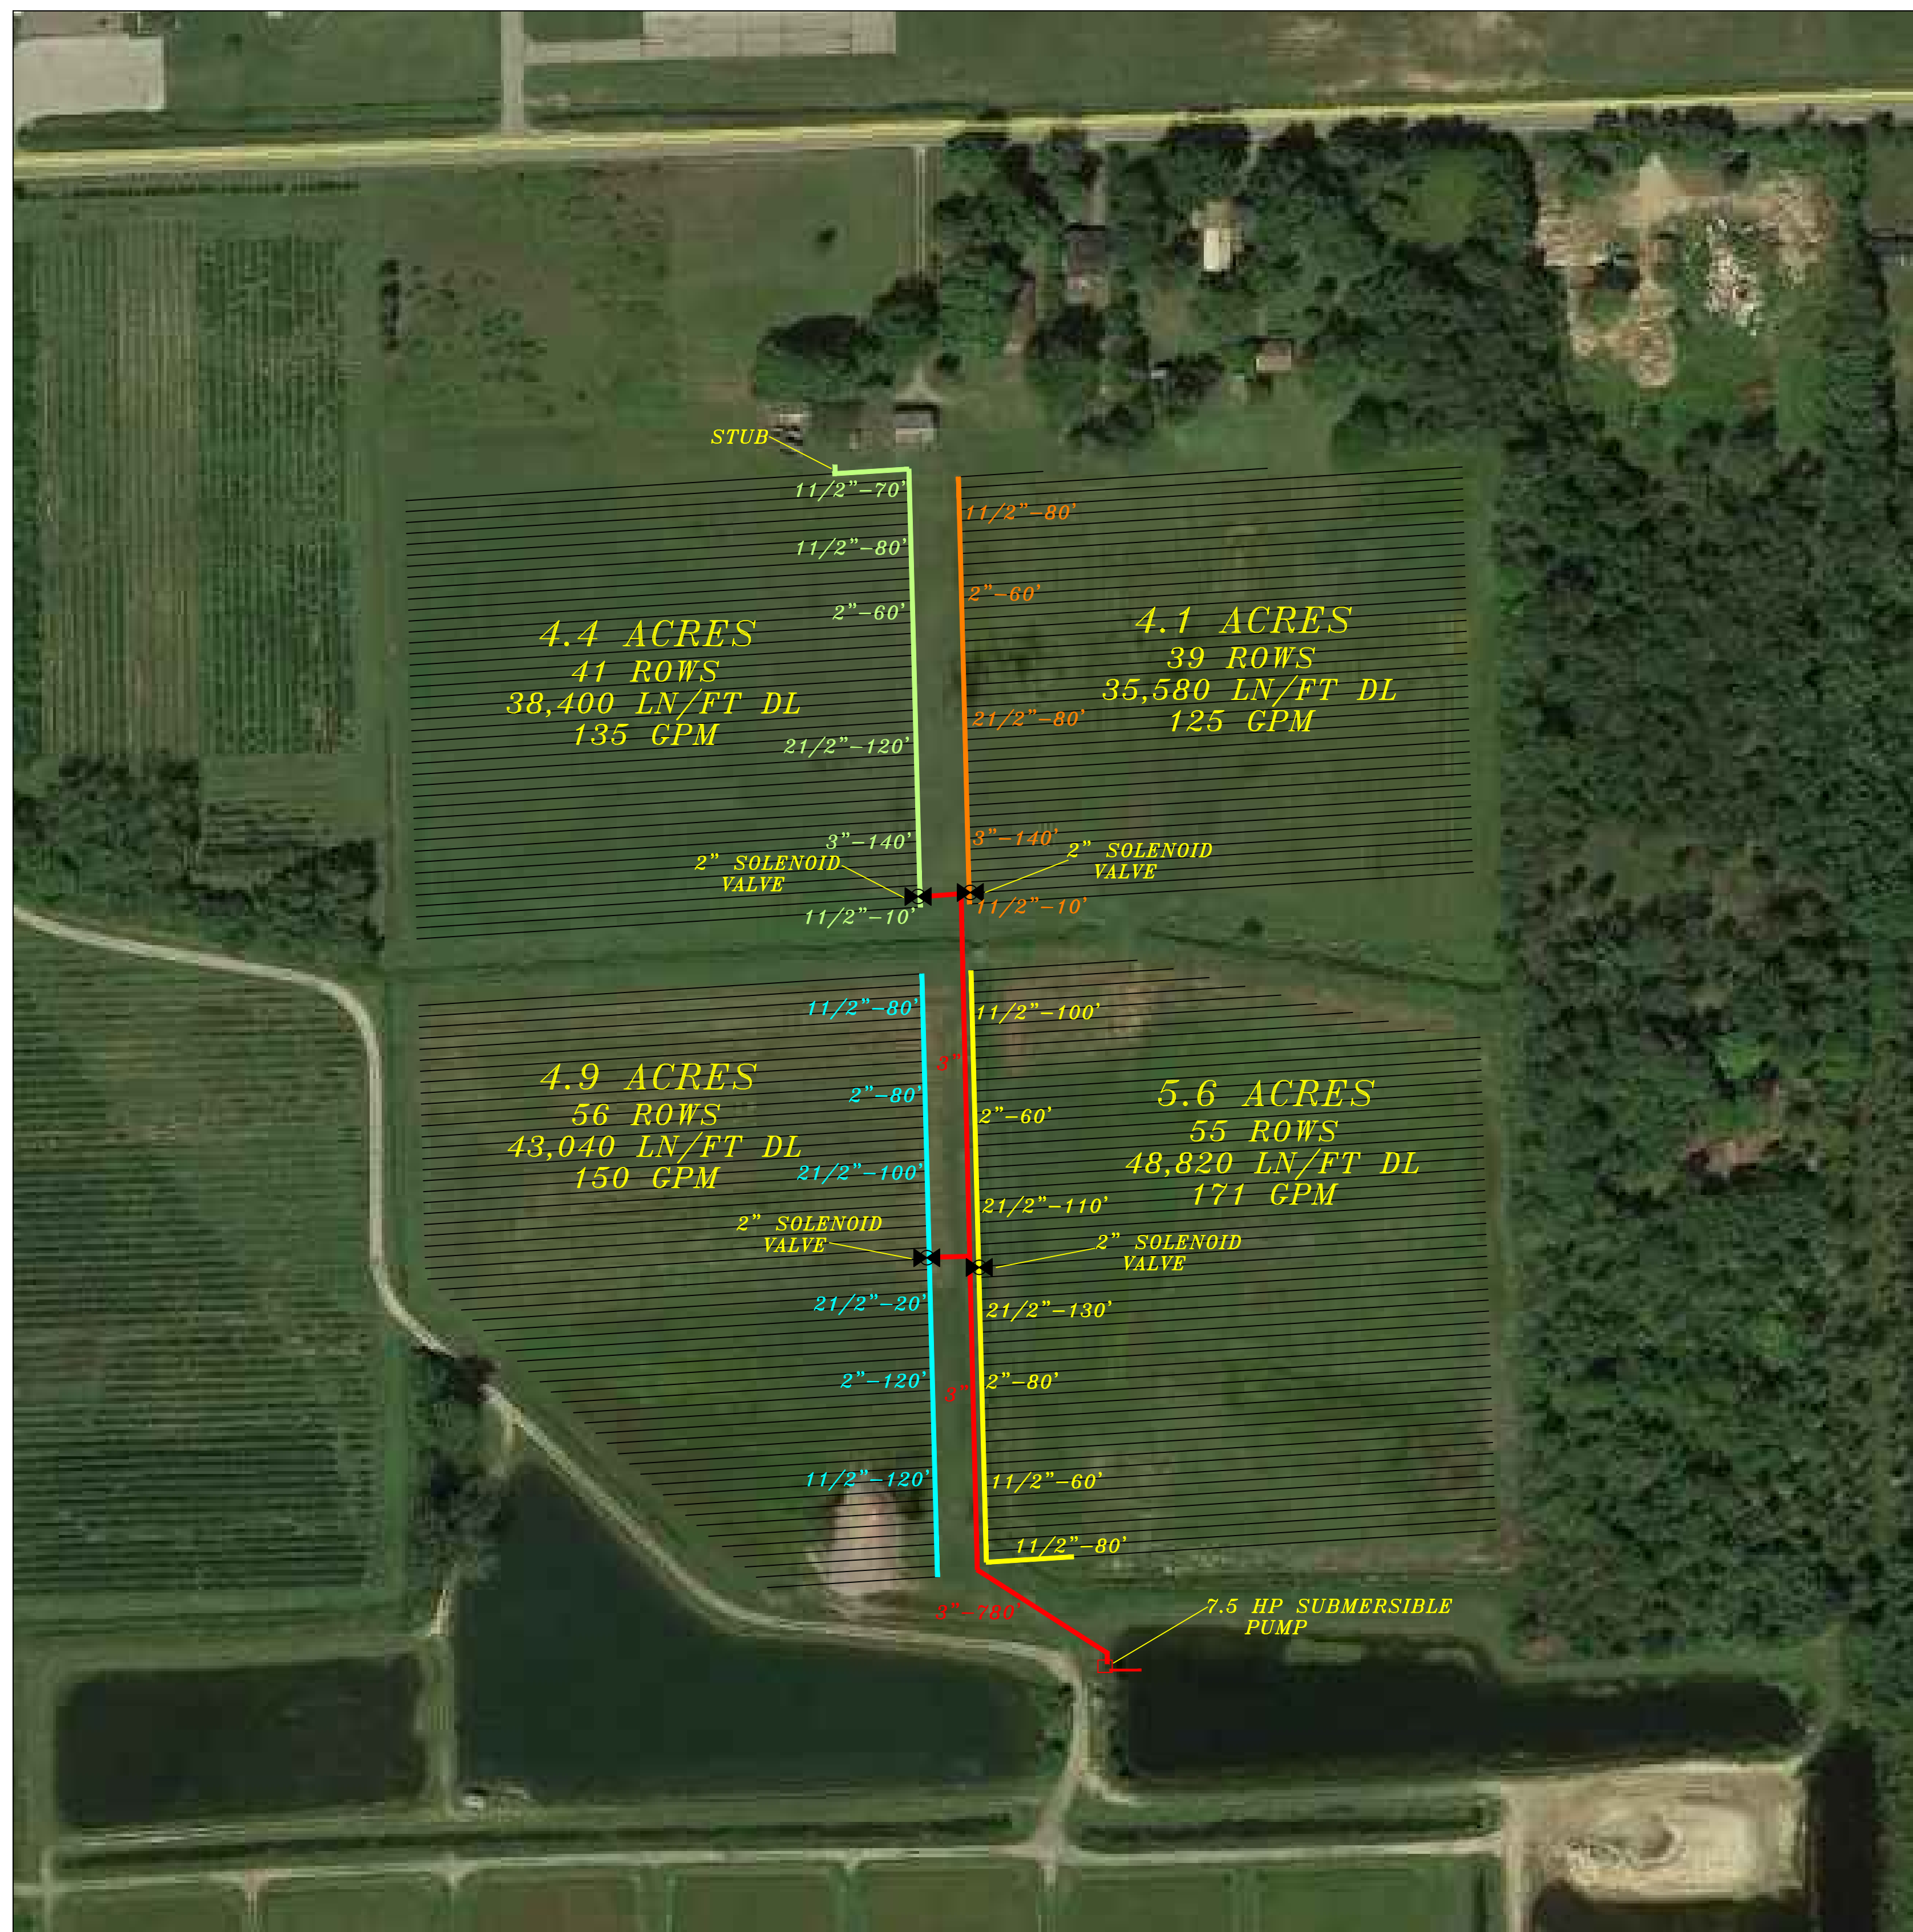 STUB
11/2"-70'
11/2"-80'
11/2"-80'
2"-60'
2"-60'
4.4 ACRES
41 ROWS
38,400 LN/FT DL
135 GPM
4.1 ACRES
39 ROWS
35,580 LN/FT DL
125 GPM
21/2"-80'
21/2"-120'
3"-140'
3"-140'
2" SOLENOID
VALVE
2" SOLENOID
VALVE
11/2"-10'
11/2"-10'
11/2"-80'
11/2"-100'
3"
2"-80'
2"-60'
4.9 ACRES
56 ROWS
43,040 LN/FT DL
150 GPM
5.6 ACRES
55 ROWS
48,820 LN/FT DL
171 GPM
21/2"-100'
21/2"-110'
2" SOLENOID
VALVE
2" SOLENOID
VALVE
21/2"-20'
21/2"-130'
2"-120'
3"
2"-80'
11/2"-120'
11/2"-60'
11/2"-80'
3"-780'
7.5 HP SUBMERSIBLE
PUMP